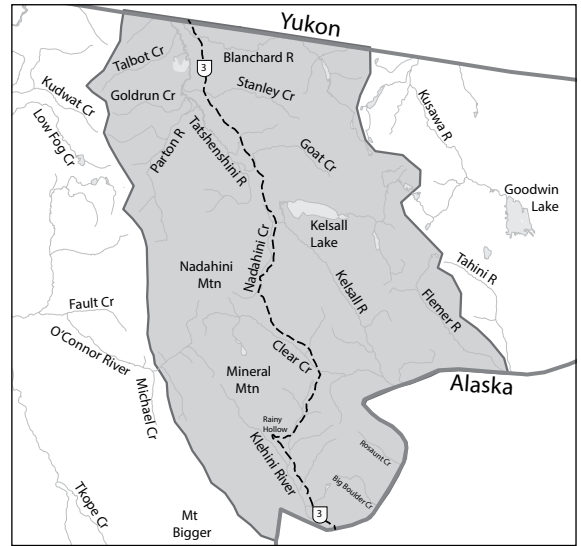 Yukon
Talbot Cr
Blanchard R
3
Kudwat Cr
Goldrun Cr
Stanley Cr
Kusawa R
Low Fog Cr
Parton R
Tatshenshini R
Goat Cr
Goodwin
Lake
Kelsall
Lake
Nadahini Cr
Nadahini
Mtn
Tahini R
Kelsall R
Flemer R
Fault Cr
O'Connor River
Clear Cr
Mineral
Mtn
Alaska
Michael Cr
Rainy
Hollow
Klehini River
Rosaunt Cr
Big Boulder Cr
Tkope Cr
Mt
Bigger
3